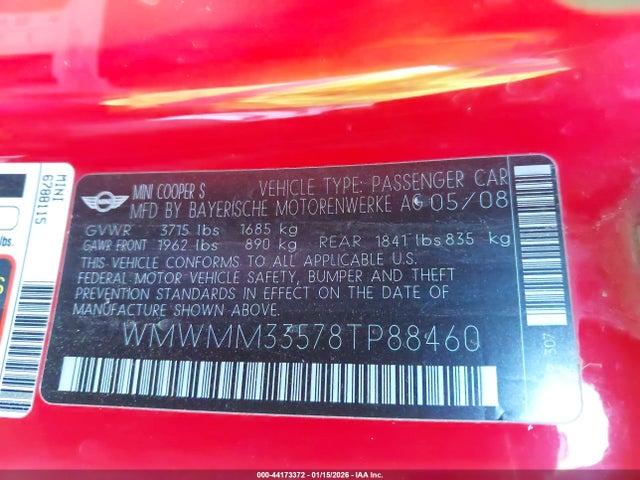 MINI
6788115
lbs.
MINI COOPER S VEHICLE TYPE: PASSENGER CAR
MFD BY BAYERISCHE MOTORENWERKE AG 05/08
GVWR 3715 lbs 1685 kg
GAWR FRONT 1962 lbs 890 kg REAR 1841 lbs 835 kg
THIS VEHICLE CONFORMS TO ALL APPLICABLE U.S.
FEDERAL MOTOR VEHICLE SAFETY, BUMPER AND THEFT
PREVENTION STANDARDS IN EFFECT ON THE DATE OF
MANUFACTURE SHOWN ABOVE.
WMWMM33578TP88460
307
000-44173372 - 01/15/2026 - IAA Inc.